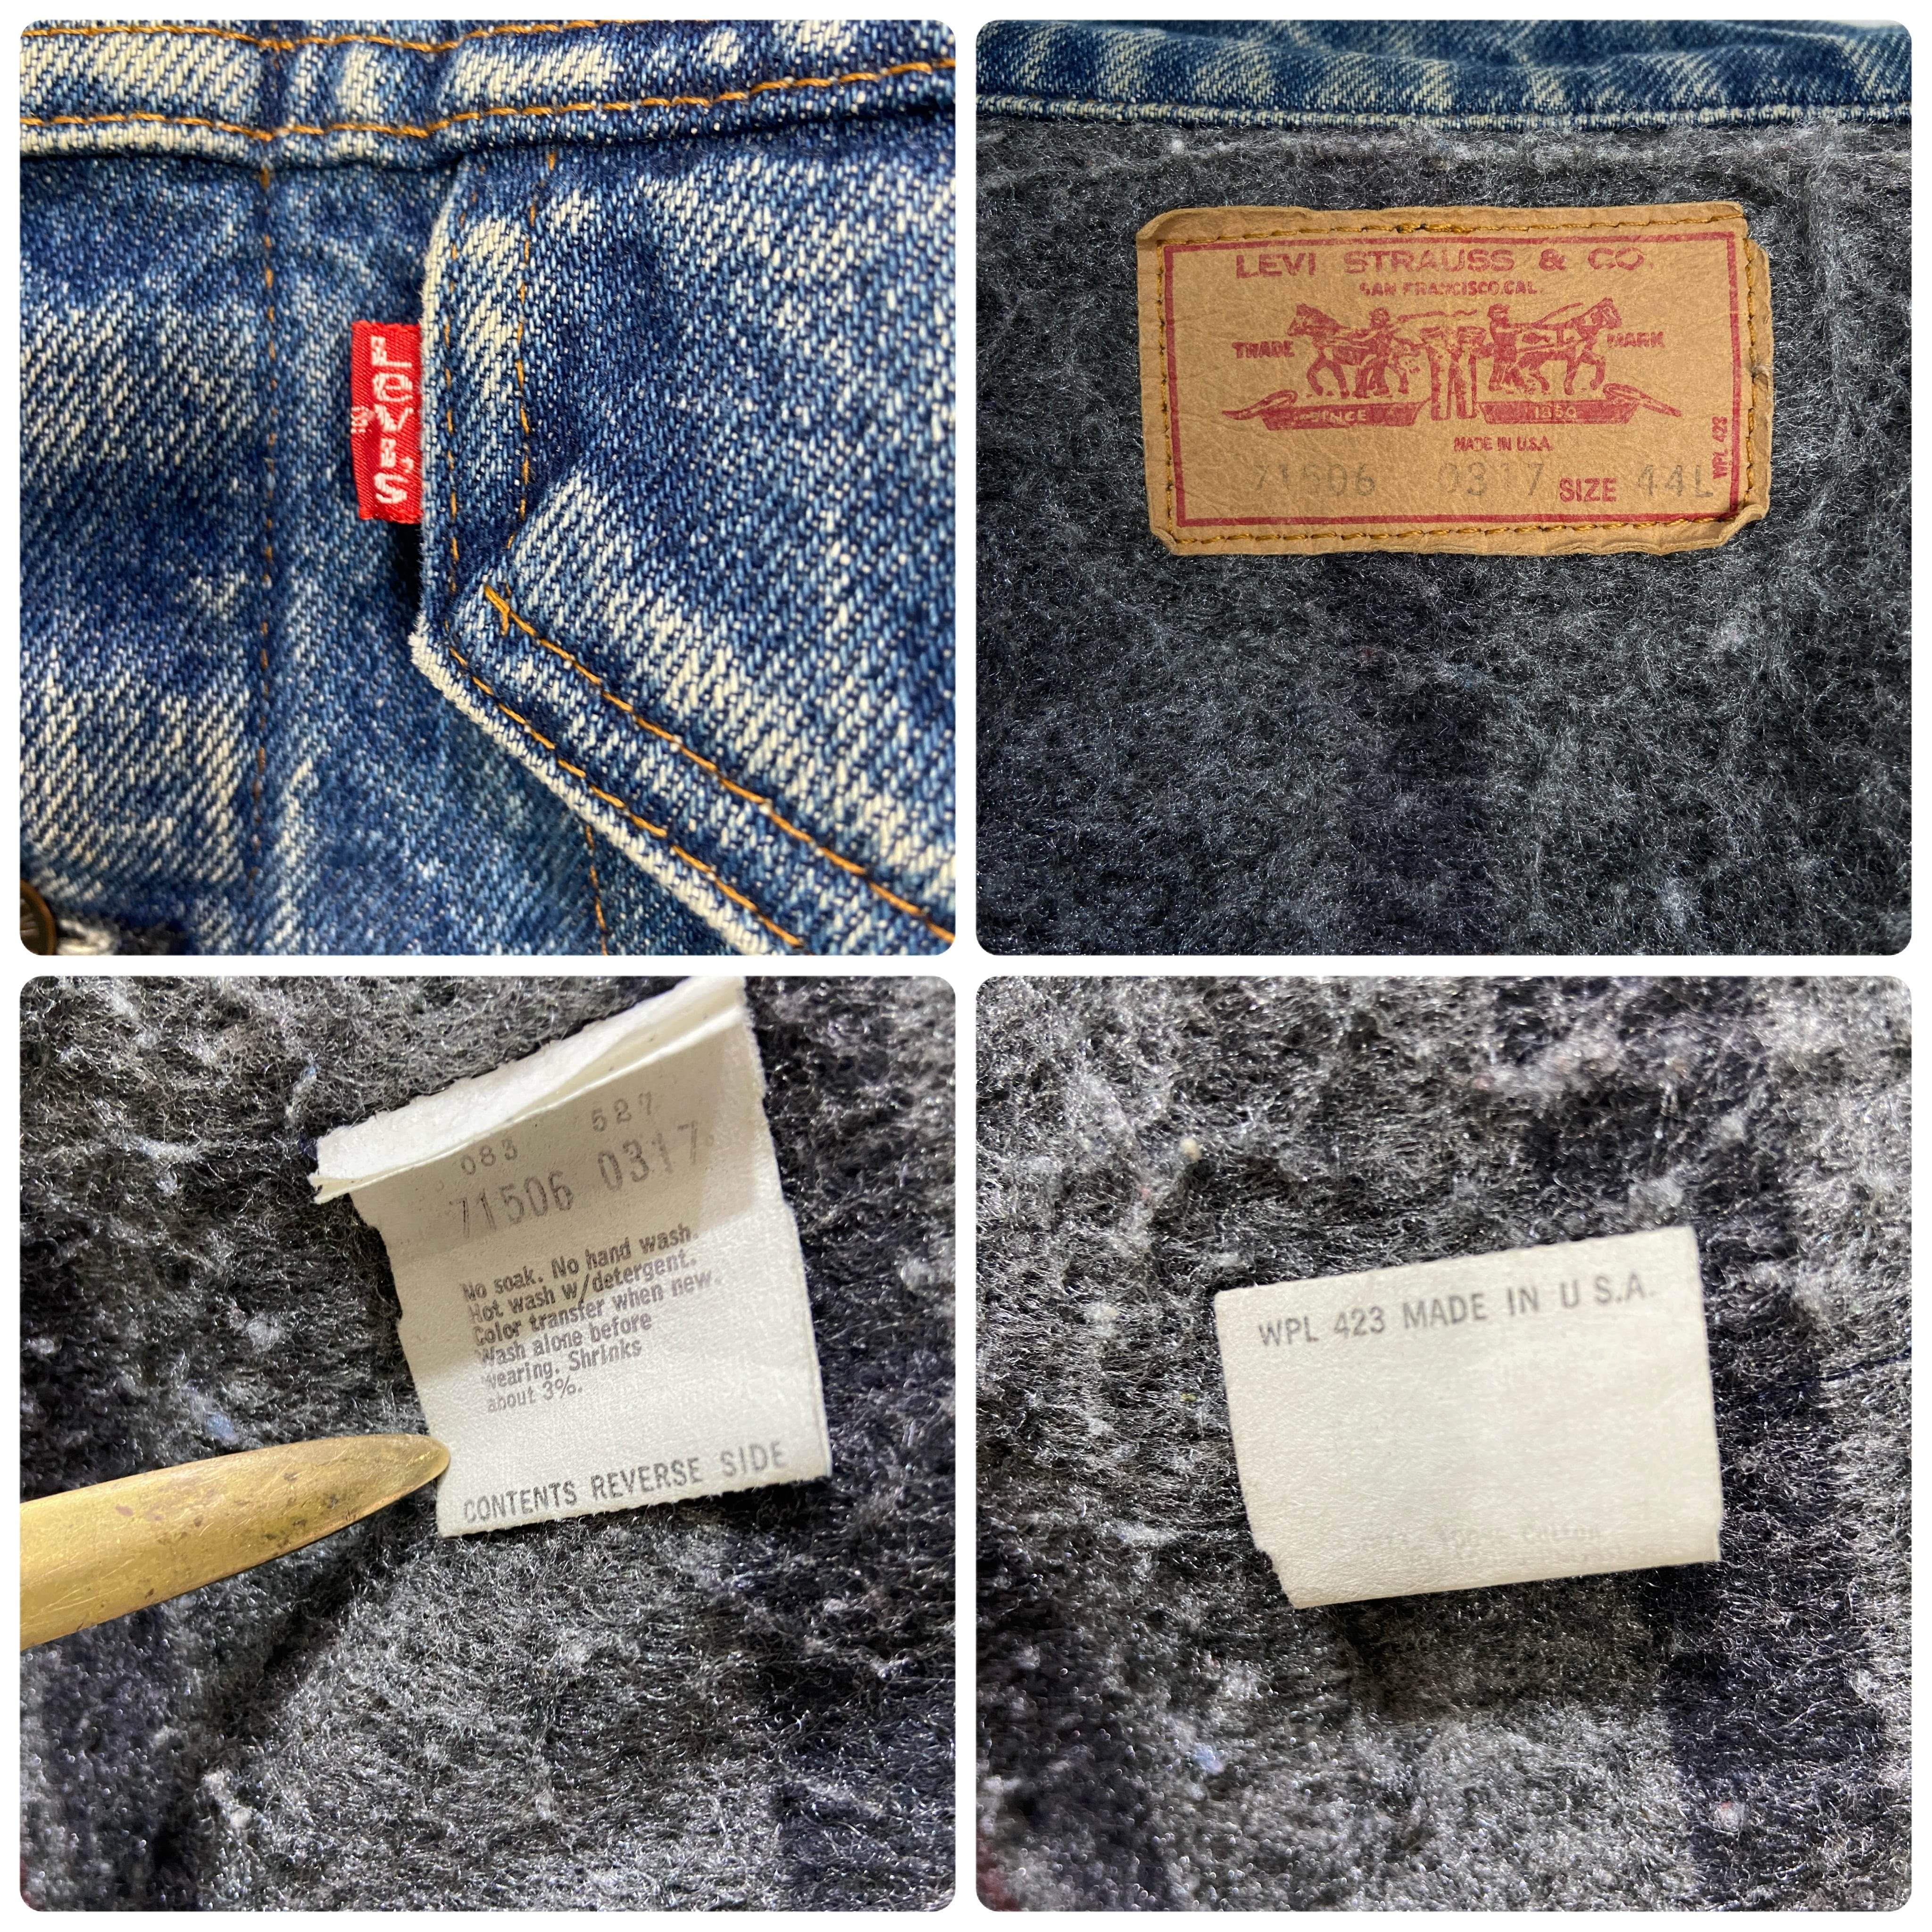 LEVI'S
LEVI STRAUSS & CO.
SAN FRANCISCO.CAL.
TRADE MARK
SINCE 1850
MADE IN U.S.A.
WPL 423
71506 0317 SIZE 44L
083 527
71506 0317
No soak. No hand wash.
Hot wash w/detergent.
Color transfer when new.
Wash alone before
wearing. Shrinks
about 3%.
CONTENTS REVERSE SIDE
WPL 423 MADE IN U S.A.
100% Cotton